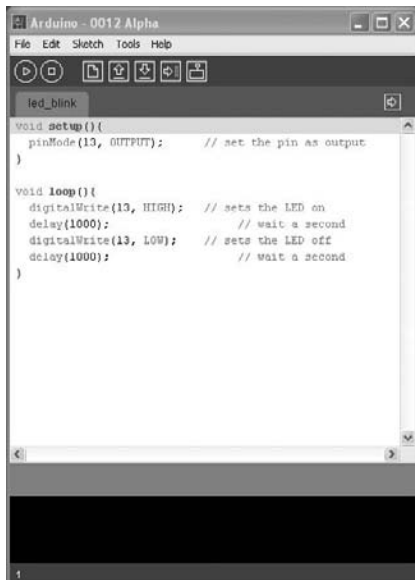 Arduino - 0012 Alpha
File Edit Sketch Tools Help
led_blink
void setup(){
  pinMode(13, OUTPUT);      // set the pin as output
}

void loop(){
  digitalWrite(13, HIGH);   // sets the LED on
  delay(1000);                  // wait a second
  digitalWrite(13, LOW);    // sets the LED off
  delay(1000);                  // wait a second
}
1